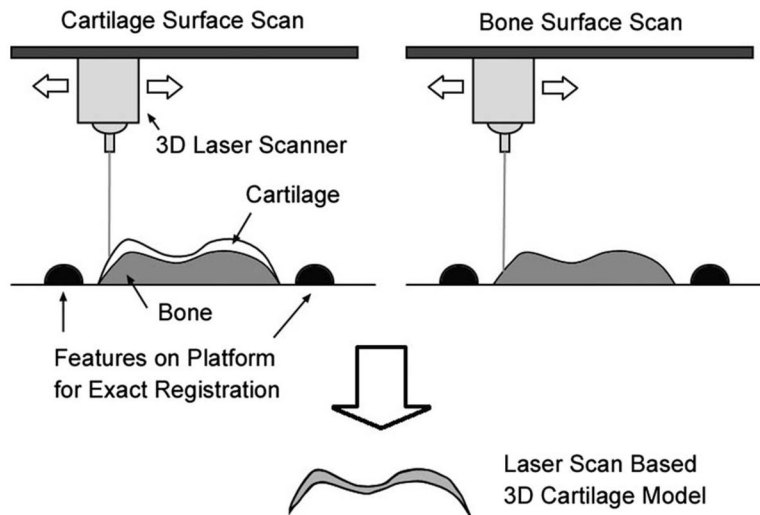 Cartilage Surface Scan
Bone Surface Scan
3D Laser Scanner
Cartilage
Bone
Features on Platform
for Exact Registration
Laser Scan Based
3D Cartilage Model